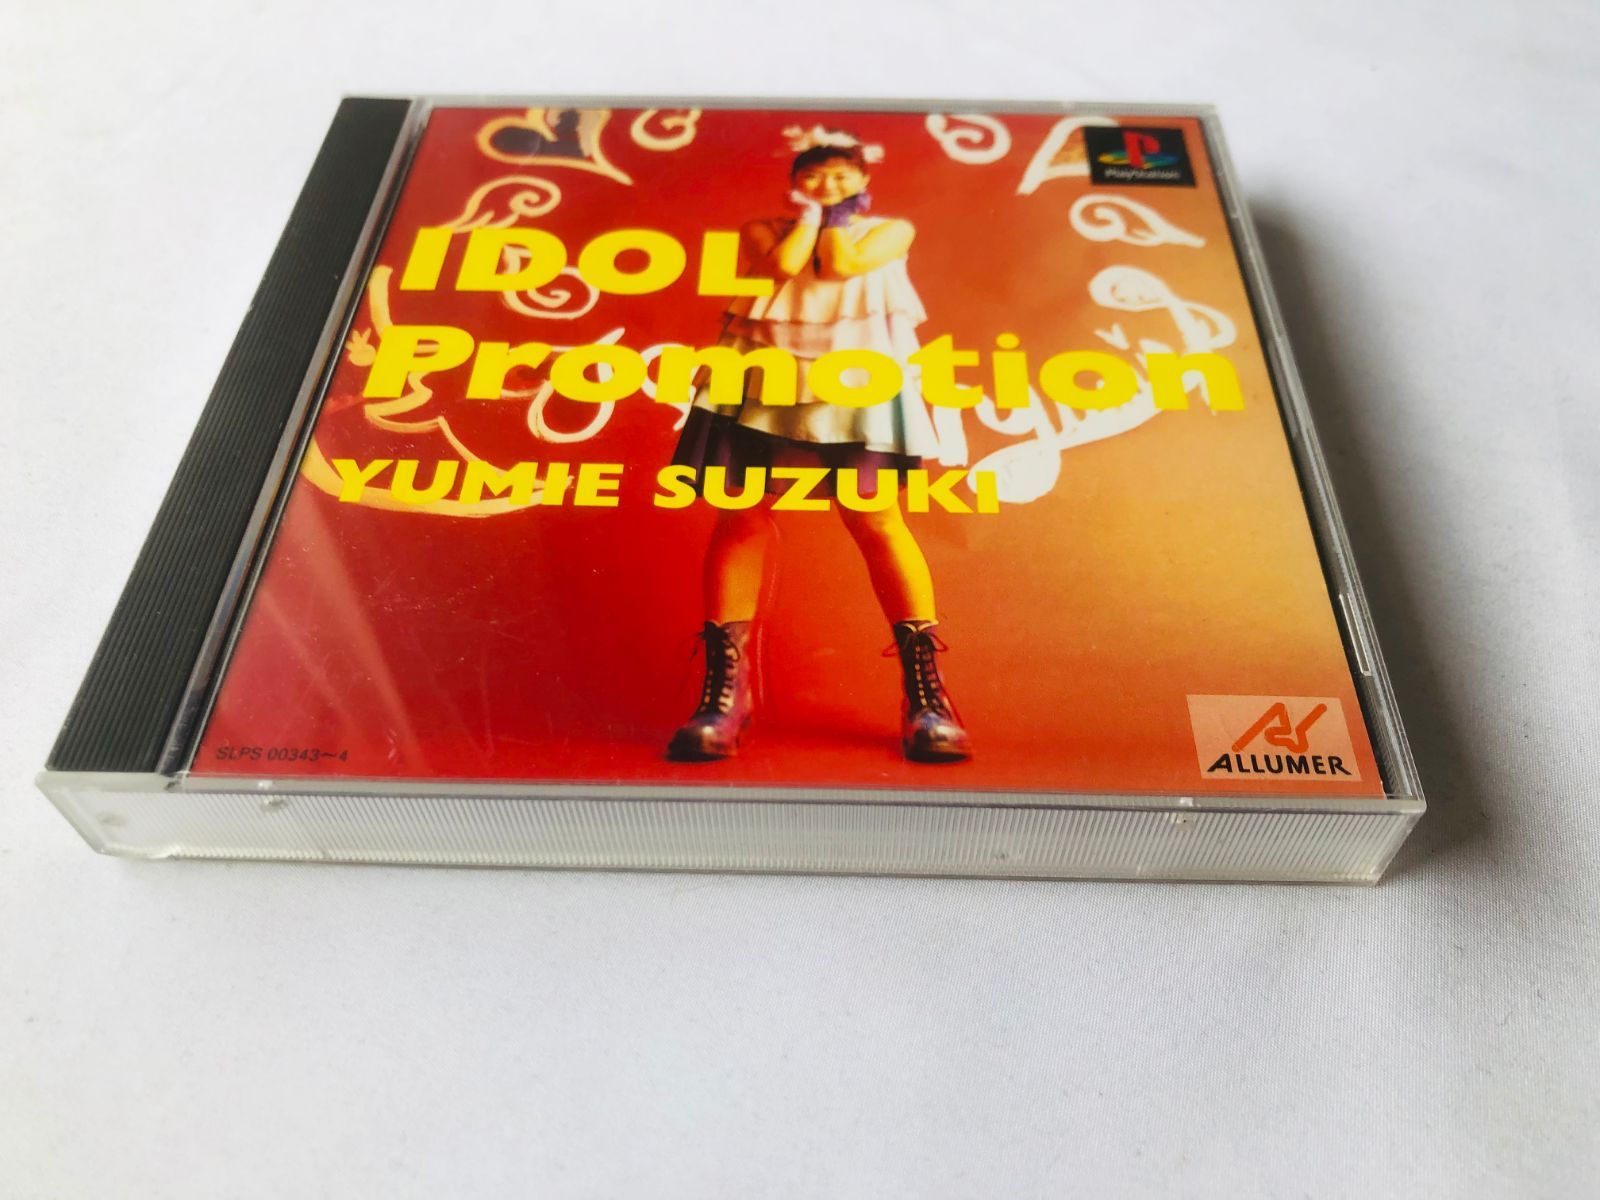 PlayStation
IDOL
Promotion
YUMIE SUZUKI
SLPS 00343~4
ALLUMER